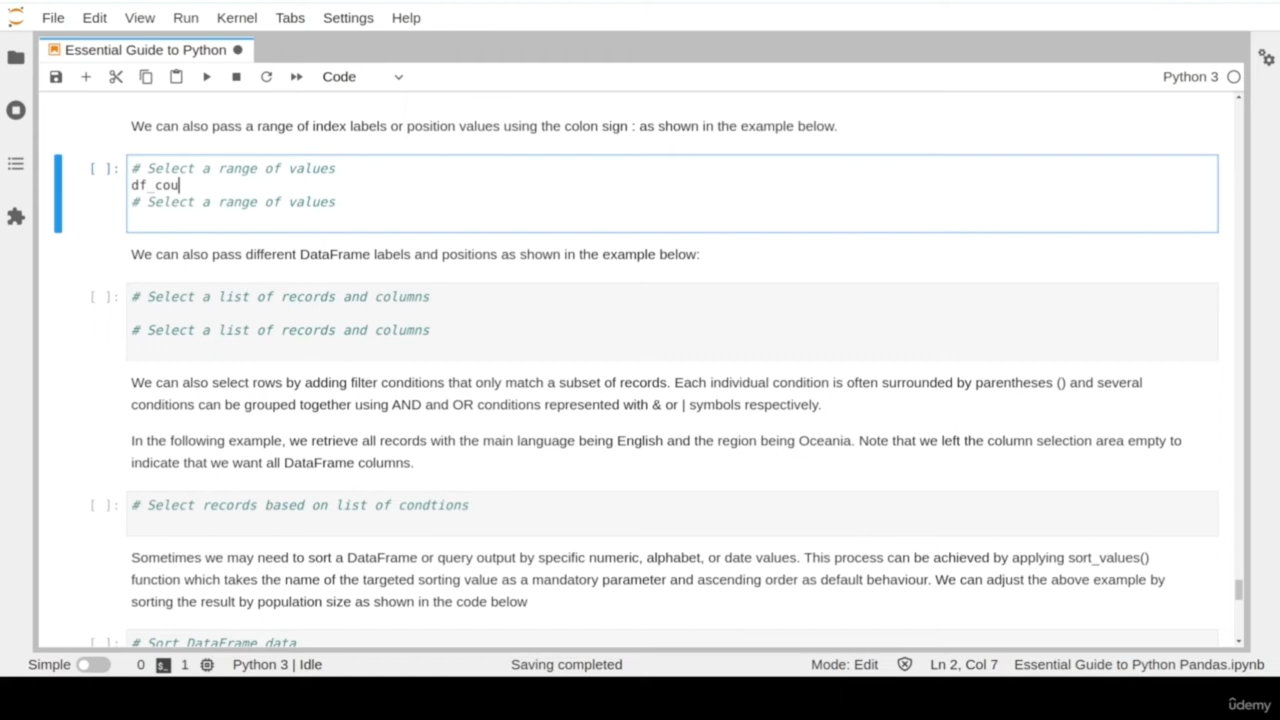 File Edit View Run Kernel Tabs Settings Help
Essential Guide to Python
Code
Python 3
We can also pass a range of index labels or position values using the colon sign : as shown in the example below.
[ ]: # Select a range of values
df_cou
# Select a range of values
We can also pass different DataFrame labels and positions as shown in the example below:
[ ]: # Select a list of records and columns
# Select a list of records and columns
We can also select rows by adding filter conditions that only match a subset of records. Each individual condition is often surrounded by parentheses () and several
conditions can be grouped together using AND and OR conditions represented with & or | symbols respectively.
In the following example, we retrieve all records with the main language being English and the region being Oceania. Note that we left the column selection area empty to
indicate that we want all DataFrame columns.
[ ]: # Select records based on list of condtions
Sometimes we may need to sort a DataFrame or query output by specific numeric, alphabet, or date values. This process can be achieved by applying sort_values()
function which takes the name of the targeted sorting value as a mandatory parameter and ascending order as default behaviour. We can adjust the above example by
sorting the result by population size as shown in the code below
[ ]: # Sort DataFrame data
Simple 0 $_ 1 Python 3 | Idle Saving completed Mode: Edit Ln 2, Col 7 Essential Guide to Python Pandas.ipynb
ûdemy